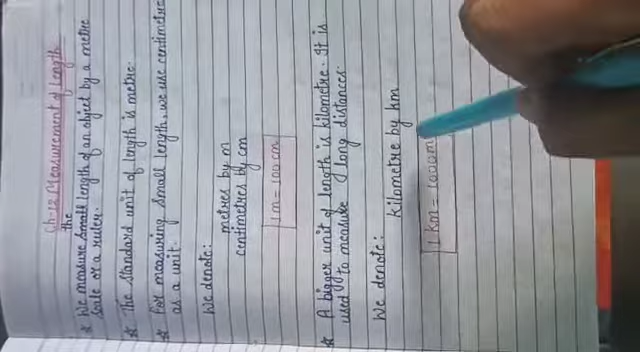 Ch-12 Measurement of Length
★ We measure the small length of an object by a metre
sale or a ruler.
★ The standard unit of length is metre.
★ For measuring small length, we use centimetre
as a unit.
We denote:
metres by m
centimetres by cm
1m = 100 cm
★ A bigger unit of length is kilometre. It is
used to measure long distances.
We denote:
kilometre by km
1 KM = 1000m